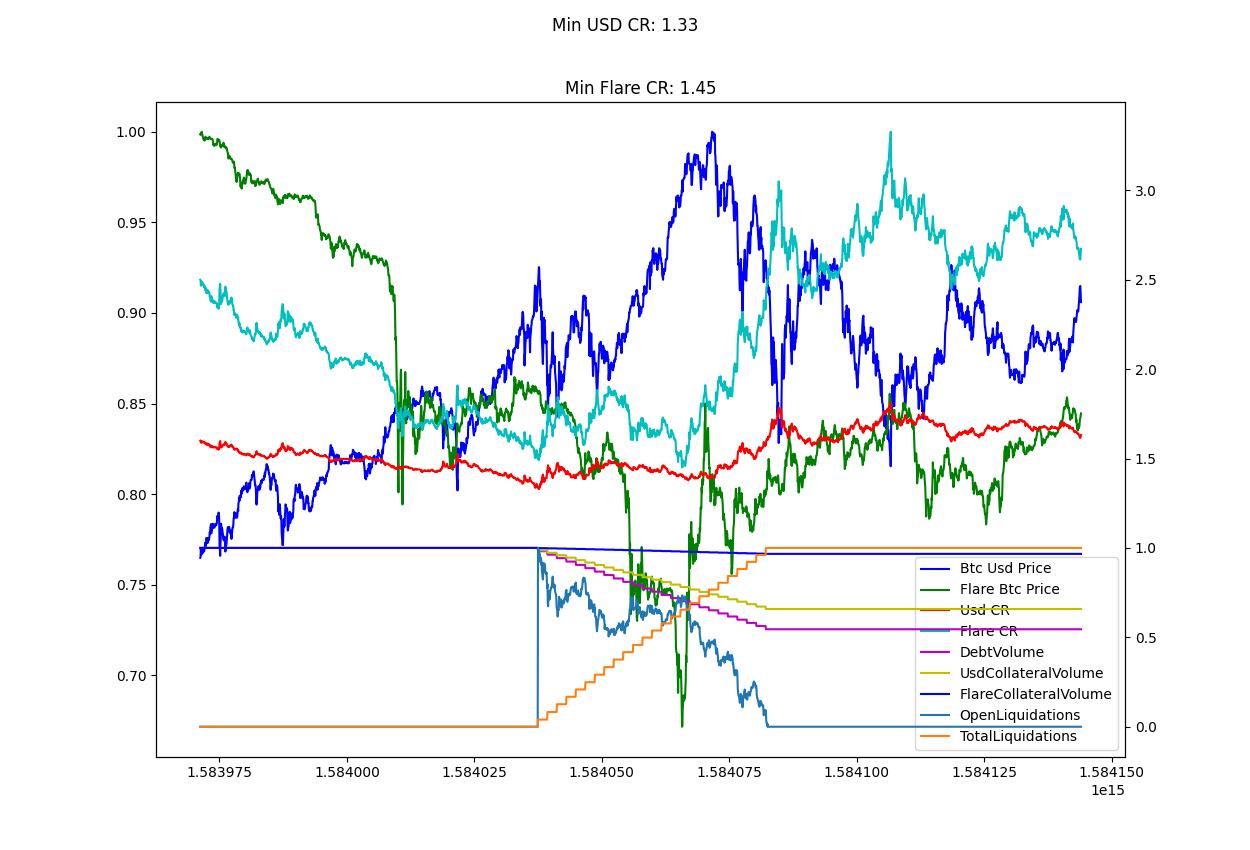 Min USD CR: 1.33
Min Flare CR: 1.45
1.00
0.95
0.90
0.85
0.80
0.75
0.70
3.0
2.5
2.0
1.5
1.0
0.5
0.0
Btc Usd Price
Flare Btc Price
Usd CR
Flare CR
DebtVolume
UsdCollateralVolume
FlareCollateralVolume
OpenLiquidations
TotalLiquidations
1.583975 1.584000 1.584025 1.584050 1.584075 1.584100 1.584125 1.584150
1e15